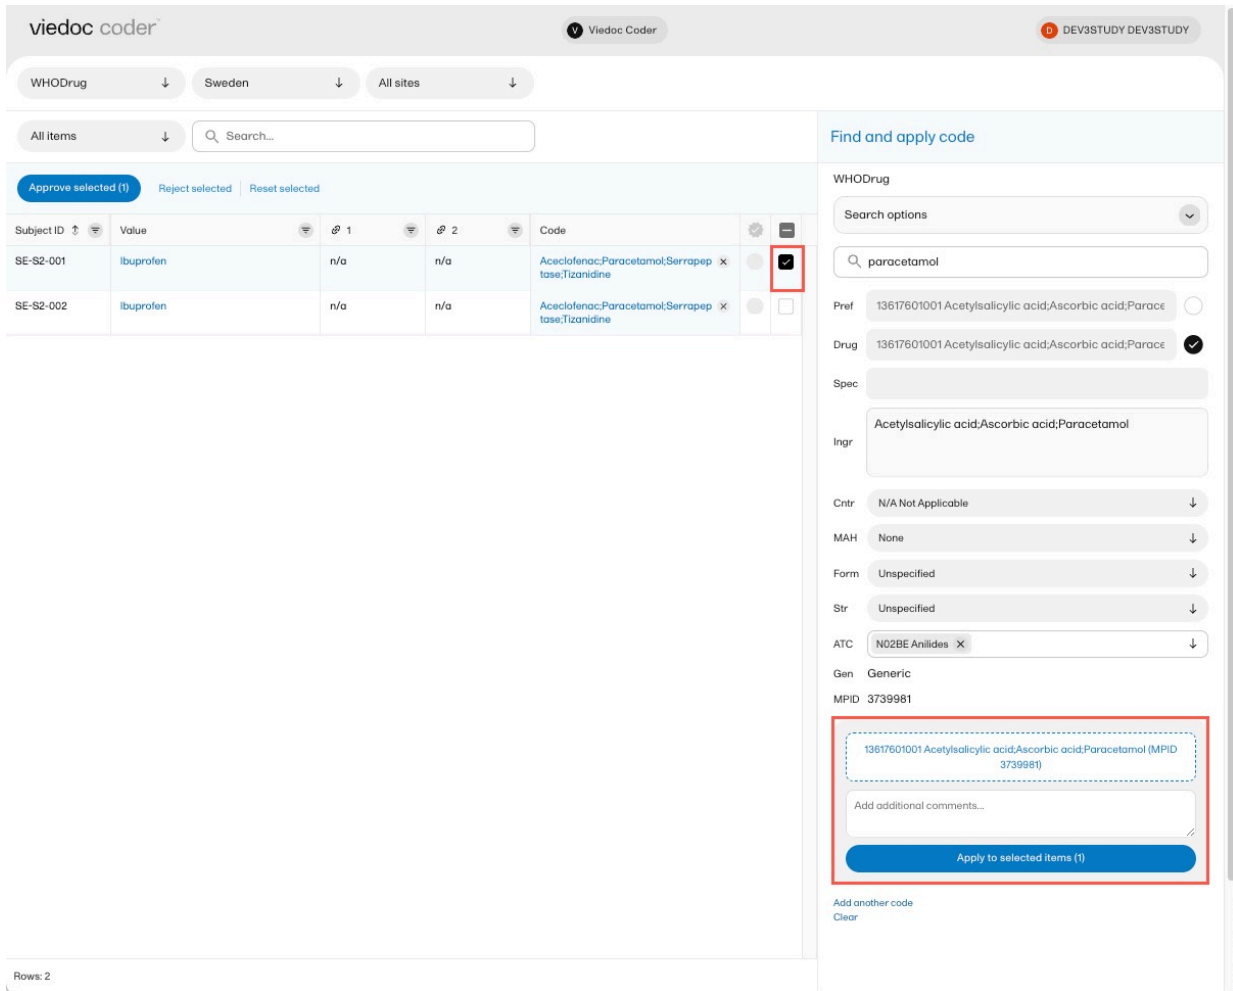 viedoc coder
V Viedoc Coder
D DEV3STUDY DEV3STUDY
WHODrug
Sweden
All sites
All items
Search...
Find and apply code
Approve selected (1)
Reject selected
Reset selected
Subject ID
Value
1
2
Code
SE-S2-001
Ibuprofen
n/a
n/a
Aceclofenac;Paracetamol;Serrapep
tase;Tizanidine
SE-S2-002
Ibuprofen
n/a
n/a
Aceclofenac;Paracetamol;Serrapep
tase;Tizanidine
WHODrug
Search options
paracetamol
Pref 13617601001 Acetylsalicylic acid;Ascorbic acid;Parace
Drug 13617601001 Acetylsalicylic acid;Ascorbic acid;Parace
Spec
Ingr Acetylsalicylic acid;Ascorbic acid;Paracetamol
Cntr N/A Not Applicable
MAH None
Form Unspecified
Str Unspecified
ATC N02BE Anilides
Gen Generic
MPID 3739981
13617601001 Acetylsalicylic acid;Ascorbic acid;Paracetamol (MPID
3739981)
Add additional comments...
Apply to selected items (1)
Add another code
Clear
Rows: 2